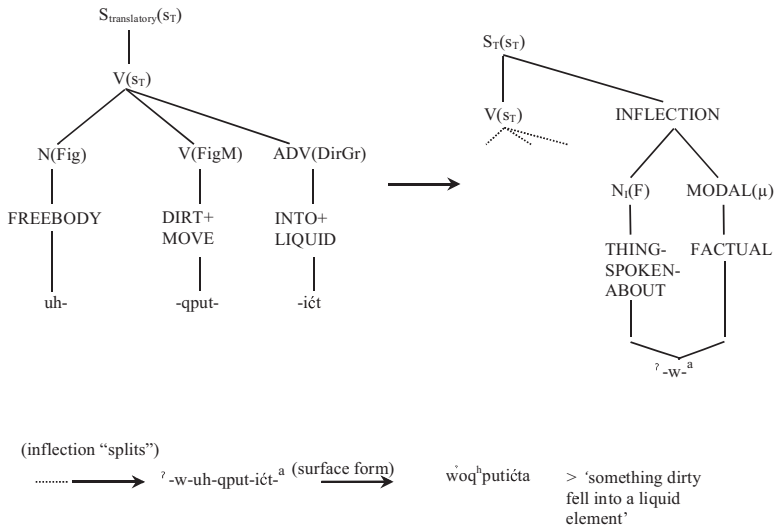 S_translatory(s_T)
V(s_T)
N(Fig) V(FigM) ADV(DirGr)
FREEBODY DIRT+ INTO+
MOVE LIQUID
uh- -qput- -ićt
S_T(s_T)
V(s_T) INFLECTION
N_I(F) MODAL(μ)
THING- FACTUAL
SPOKEN-
ABOUT
ˀ -w-ᵃ
(inflection “splits”)
ˀ -w-uh-qput-ićt-ᵃ (surface form) w̓oqʰputićta > ‘something dirty
fell into a liquid
element’